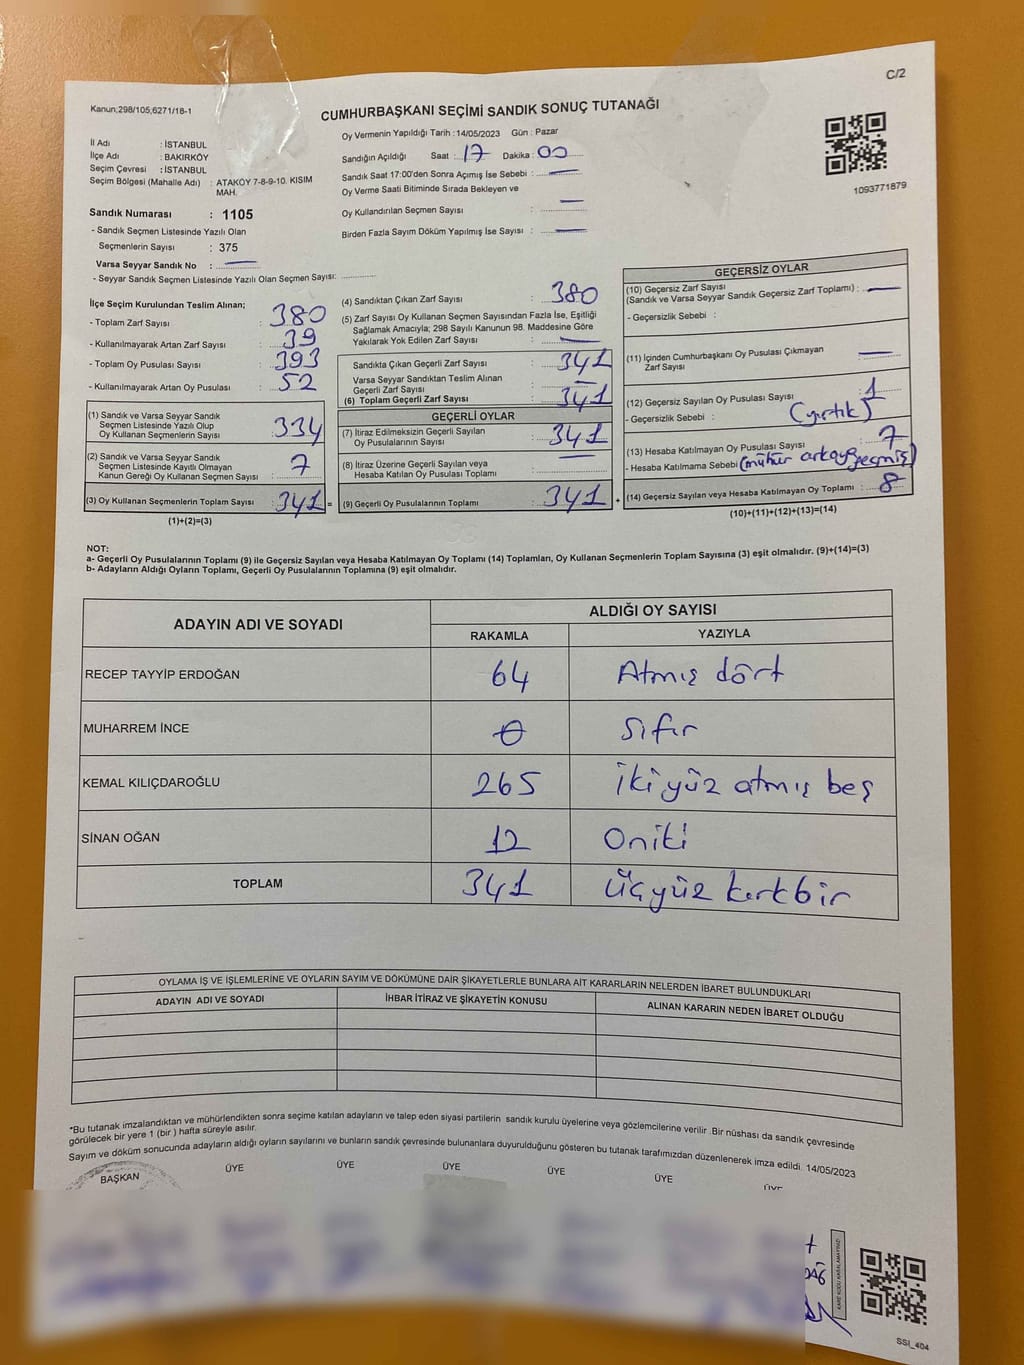 C/2
Kanun;298/105,6271/18-1
CUMHURBAŞKANI SEÇİMİ SANDIK SONUÇ TUTANAĞI
İl Adı : İSTANBUL
İlçe Adı : BAKIRKÖY
Seçim Çevresi : İSTANBUL
Seçim Bölgesi (Mahalle Adı) : ATAKÖY 7-8-9-10. KISIM
MAH.
Sandık Numarası : 1105
- Sandık Seçmen Listesinde Yazılı Olan
Seçmenlerin Sayısı : 375
Varsa Seyyar Sandık No :
- Seyyar Sandık Seçmen Listesinde Yazılı Olan Seçmen Sayısı:
Oy Vermenin Yapıldığı Tarih :14/05/2023 Gün : Pazar
Sandığın Açıldığı Saat : 17 Dakika : 00
Sandık Saat 17:00'den Sonra Açımış İse Sebebi :
Oy Verme Saati Bitiminde Sırada Bekleyen ve
Oy Kullandırılan Seçmen Sayısı :
Birden Fazla Sayım Döküm Yapılmış İse Sayısı :
1093771879
İlçe Seçim Kurulundan Teslim Alınan;
- Toplam Zarf Sayısı : 380
- Kullanılmayarak Artan Zarf Sayısı : 39
- Toplam Oy Pusulası Sayısı : 393
- Kullanılmayarak Artan Oy Pusulası : 52
(1) Sandık ve Varsa Seyyar Sandık
Seçmen Listesinde Yazılı Olup
Oy Kullanan Seçmenlerin Sayısı : 334
(2) Sandık ve Varsa Seyyar Sandık
Seçmen Listesinde Kayıtlı Olmayan
Kanun Gereği Oy Kullanan Seçmen Sayısı : 7
(3) Oy Kullanan Seçmenlerin Toplam Sayısı : 341 =
(1)+(2)=(3)
(4) Sandıktan Çıkan Zarf Sayısı : 380
(5) Zarf Sayısı Oy Kullanan Seçmen Sayısından Fazla İse, Eşitliği
Sağlamak Amacıyla; 298 Sayılı Kanunun 98. Maddesine Göre
Yakılarak Yok Edilen Zarf Sayısı :
Sandıkta Çıkan Geçerli Zarf Sayısı : 341
Varsa Seyyar Sandıktan Teslim Alınan
Geçerli Zarf Sayısı :
(6) Toplam Geçerli Zarf Sayısı : 341
GEÇERLİ OYLAR
(7) İtiraz Edilmeksizin Geçerli Sayılan
Oy Pusulalarının Sayısı : 341
(8) İtiraz Üzerine Geçerli Sayılan veya
Hesaba Katılan Oy Pusulası Toplamı :
(9) Geçerli Oy Pusulalarının Toplamı : 341 +
GEÇERSİZ OYLAR
(10) Geçersiz Zarf Sayısı
(Sandık ve Varsa Seyyar Sandık Geçersiz Zarf Toplamı) :
- Geçersizlik Sebebi :
(11) İçinden Cumhurbaşkanı Oy Pusulası Çıkmayan
Zarf Sayısı :
(12) Geçersiz Sayılan Oy Pusulası Sayısı : 1
- Geçersizlik Sebebi : (yırtık)
(13) Hesaba Katılmayan Oy Pusulası Sayısı : 7
- Hesaba Katılmama Sebebi (mühür arkaya geçmiş)
(14) Geçersiz Sayılan veya Hesaba Katılmayan Oy Toplamı : 8
(10)+(11)+(12)+(13)=(14)
NOT:
a- Geçerli Oy Pusulalarının Toplamı (9) ile Geçersiz Sayılan veya Hesaba Katılmayan Oy Toplamı (14) Toplamları, Oy Kullanan Seçmenlerin Toplam Sayısına (3) eşit olmalıdır. (9)+(14)=(3)
b- Adayların Aldığı Oyların Toplamı, Geçerli Oy Pusulalarının Toplamına (9) eşit olmalıdır.
ADAYIN ADI VE SOYADI ALDIĞI OY SAYISI
RAKAMLA YAZIYLA
RECEP TAYYİP ERDOĞAN 64 Atmış dört
MUHARREM İNCE 0 Sıfır
KEMAL KILIÇDAROĞLU 265 iki yüz atmış beş
SİNAN OĞAN 12 Oniki
TOPLAM 341 üçyüz kırkbir
OYLAMA İŞ VE İŞLEMLERİNE VE OYLARIN SAYIM VE DÖKÜMÜNE DAİR ŞİKAYETLERLE BUNLARA AİT KARARLARIN NELERDEN İBARET BULUNDUKLARI
ADAYIN ADI VE SOYADI İHBAR İTİRAZ VE ŞİKAYETİN KONUSU ALINAN KARARIN NEDEN İBARET OLDUĞU
*Bu tutanak imzalandıktan ve mühürlendikten sonra seçime katılan adayların ve talep eden siyasi partilerin sandık kurulu üyelerine veya gözlemcilerine verilir .Bir nüshası da sandık çevresinde
görülecek bir yere 1 (bir ) hafta süreyle asılır.
Sayım ve döküm sonucunda adayların aldığı oyların sayılarını ve bunların sandık çevresinde bulunanlara duyurulduğunu gösteren bu tutanak tarafımızdan düzenlenerek imza edildi. 14/05/2023
BAŞKAN ÜYE ÜYE ÜYE ÜYE ÜYE ÜYE
SSI_404